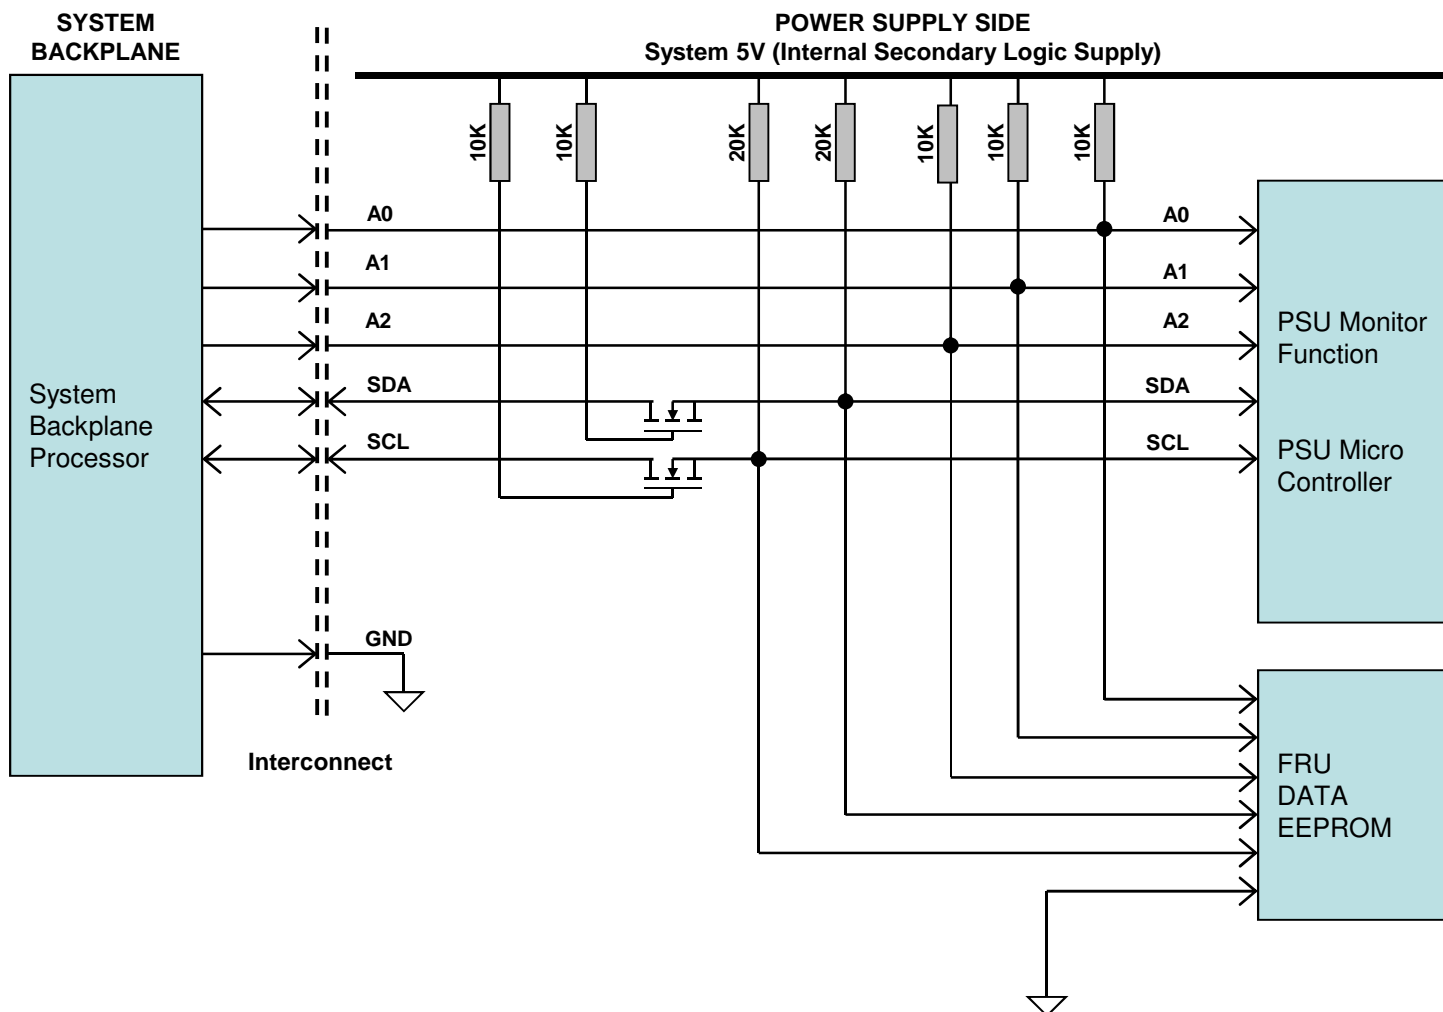 SYSTEM
BACKPLANE
POWER SUPPLY SIDE
System 5V (Internal Secondary Logic Supply)
10K
10K
20K
20K
10K
10K
10K
A0
A0
A1
A1
A2
A2
SDA
SDA
SCL
SCL
GND
System
Backplane
Processor
PSU Monitor
Function
PSU Micro
Controller
Interconnect
FRU
DATA
EEPROM